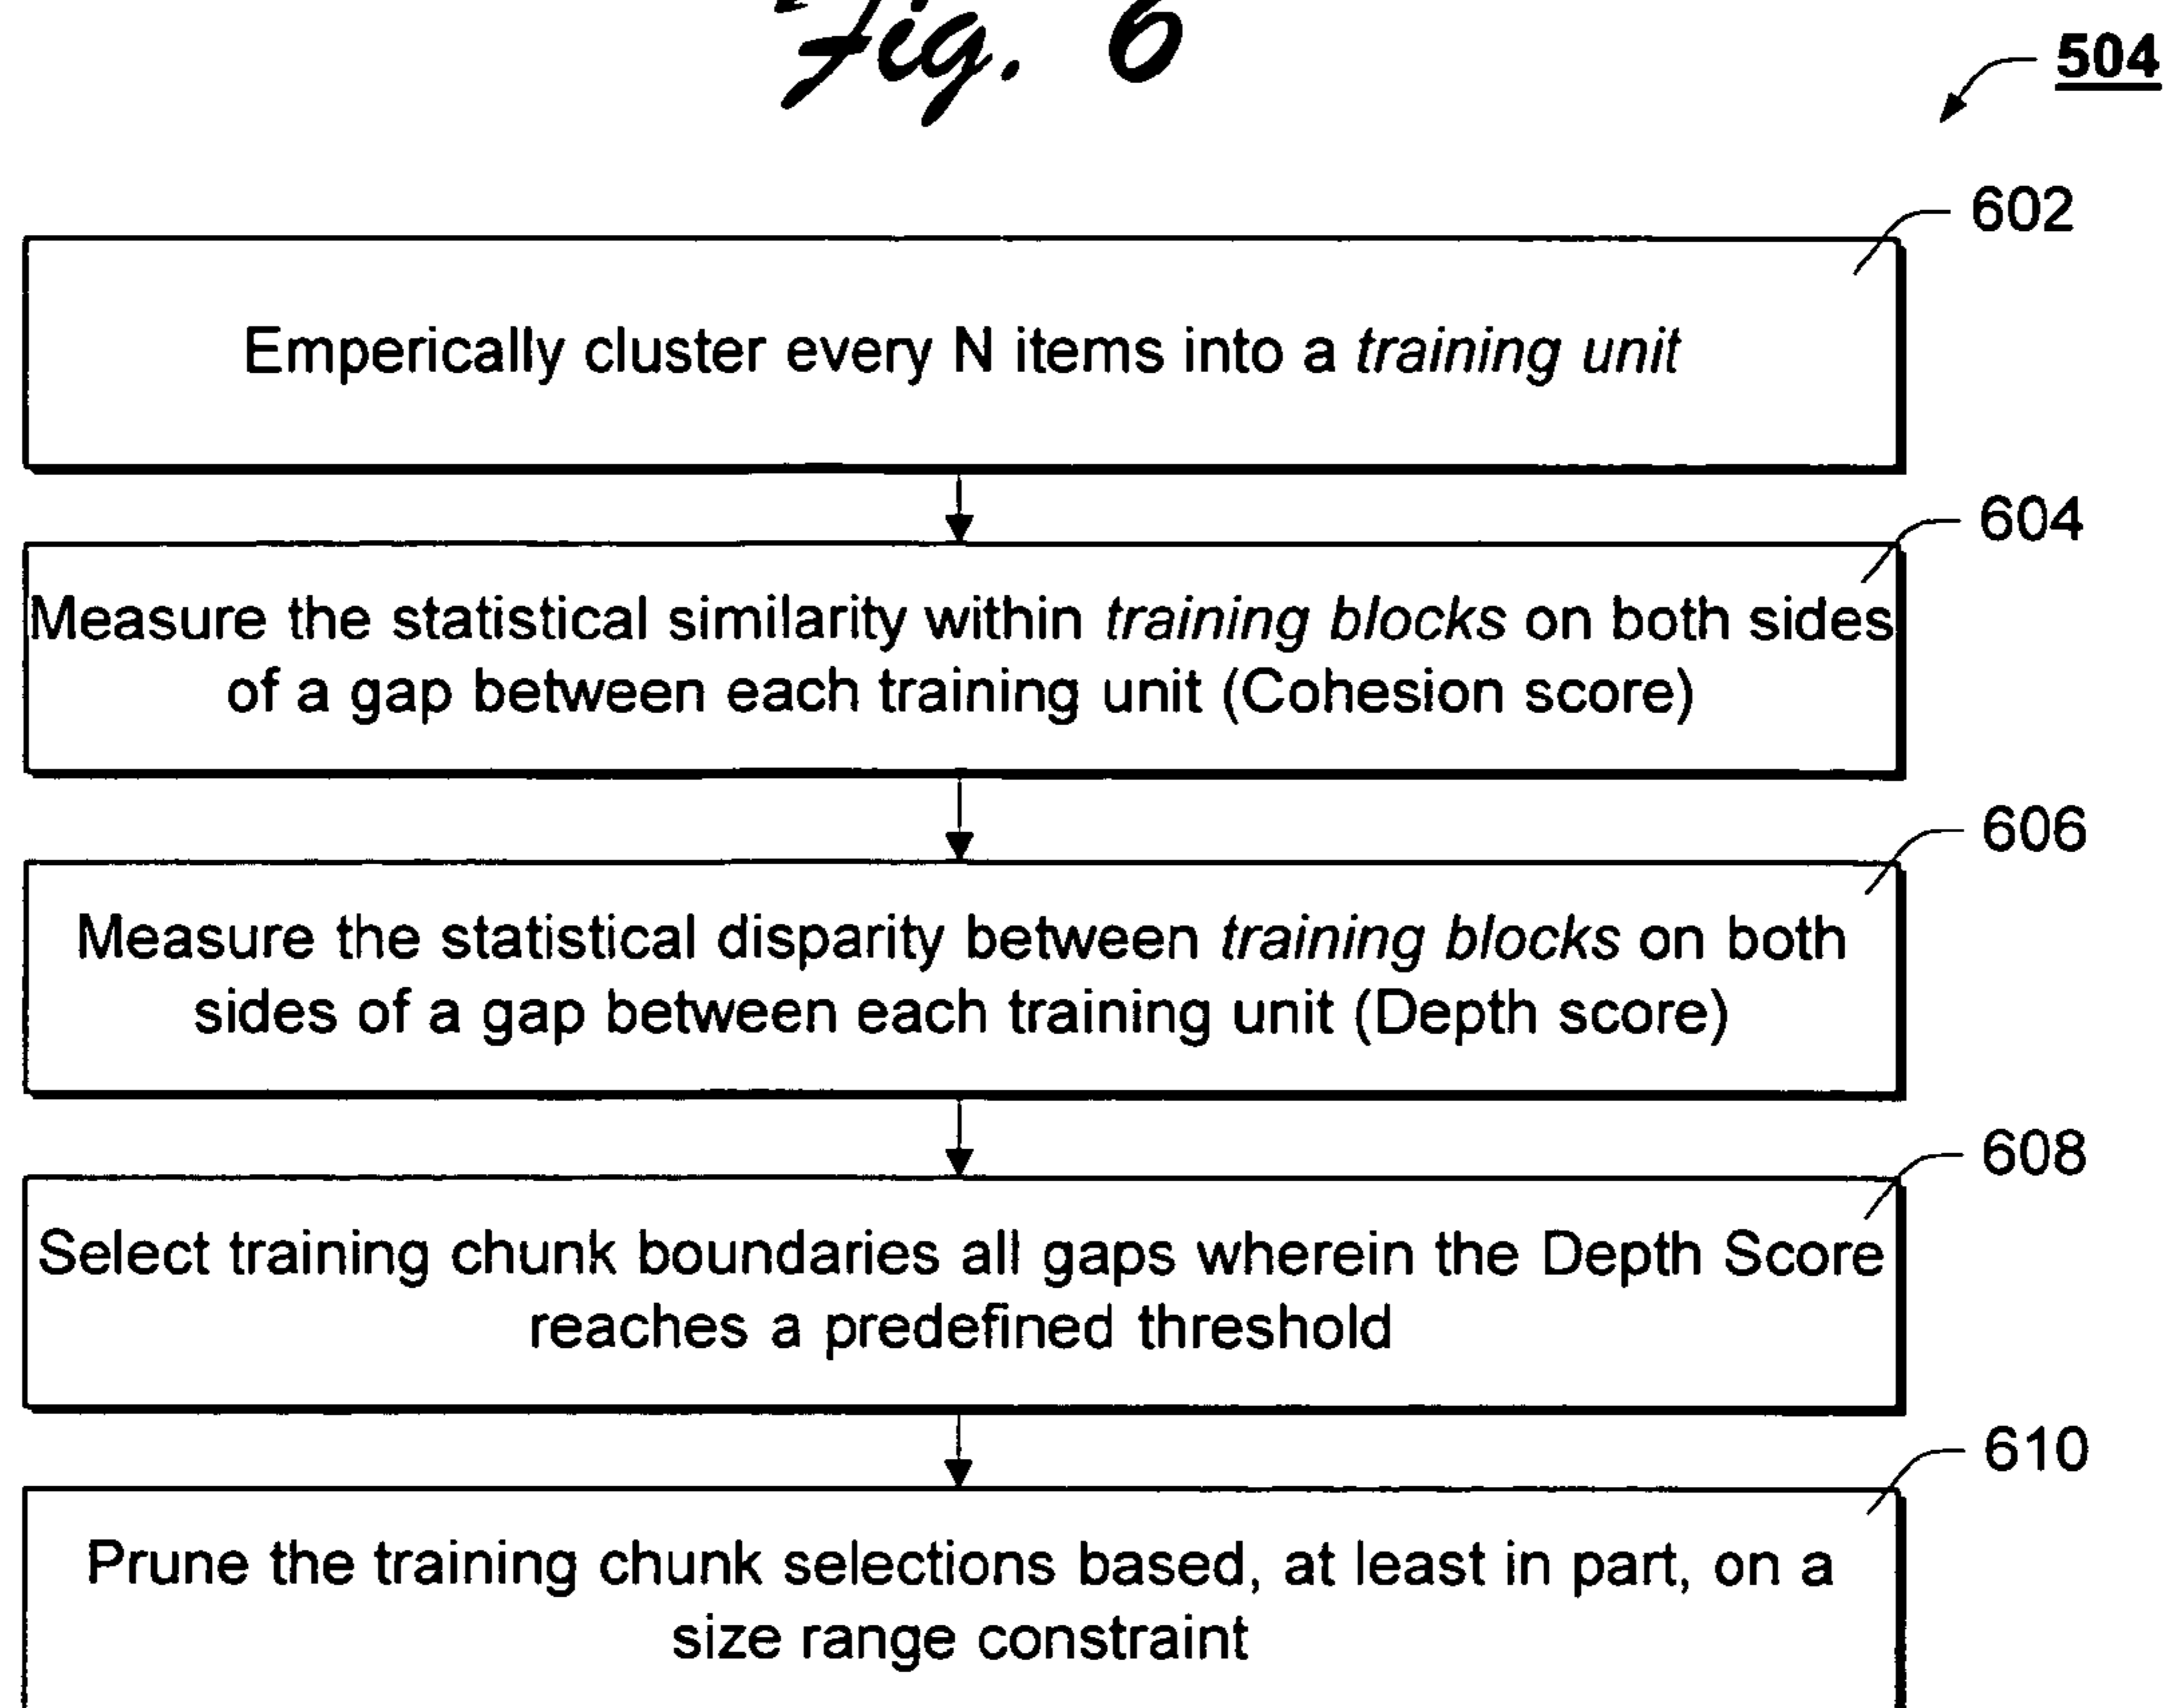 Fig. 6
504
602
Emperically cluster every N items into a training unit
604
Measure the statistical similarity within training blocks on both sides
of a gap between each training unit (Cohesion score)
606
Measure the statistical disparity between training blocks on both
sides of a gap between each training unit (Depth score)
608
Select training chunk boundaries all gaps wherein the Depth Score
reaches a predefined threshold
610
Prune the training chunk selections based, at least in part, on a
size range constraint